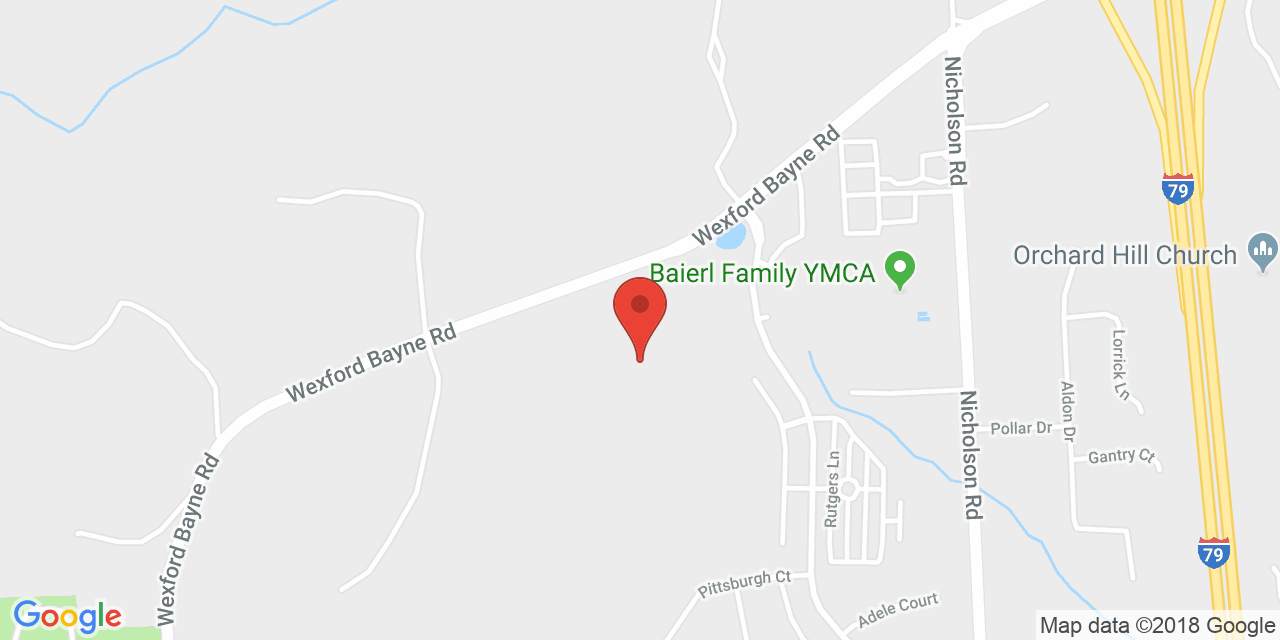 Nicholson Rd
Wexford Bayne Rd
79
Orchard Hill Church
Baierl Family YMCA
Wexford Bayne Rd
Lorrick Ln
Aldon Dr
Nicholson Rd
Pollar Dr
Gantry Ct
Wexford Bayne Rd
Rutgers Ln
79
Pittsburgh Ct
Adele Court
Google
Map data ©2018 Google